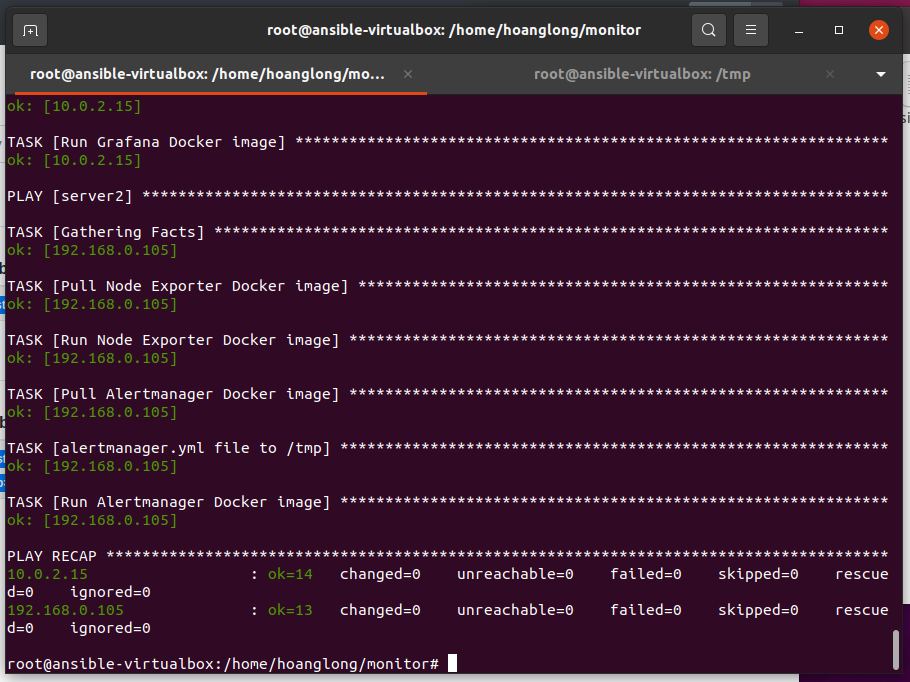 root@ansible-virtualbox: /home/hoanglong/monitor
root@ansible-virtualbox: /home/hoanglong/mo...
root@ansible-virtualbox: /tmp
ok: [10.0.2.15]
TASK [Run Grafana Docker image] ******************************************************************
ok: [10.0.2.15]
PLAY [server2] ***********************************************************************************
TASK [Gathering Facts] ***************************************************************************
ok: [192.168.0.105]
TASK [Pull Node Exporter Docker image] ***********************************************************
ok: [192.168.0.105]
TASK [Run Node Exporter Docker image] ************************************************************
ok: [192.168.0.105]
TASK [Pull Alertmanager Docker image] ************************************************************
ok: [192.168.0.105]
TASK [alertmanager.yml file to /tmp] *************************************************************
ok: [192.168.0.105]
TASK [Run Alertmanager Docker image] *************************************************************
ok: [192.168.0.105]
PLAY RECAP ***************************************************************************************
10.0.2.15                  : ok=14   changed=0    unreachable=0    failed=0    skipped=0    rescue
d=0    ignored=0
192.168.0.105              : ok=13   changed=0    unreachable=0    failed=0    skipped=0    rescue
d=0    ignored=0
root@ansible-virtualbox:/home/hoanglong/monitor#